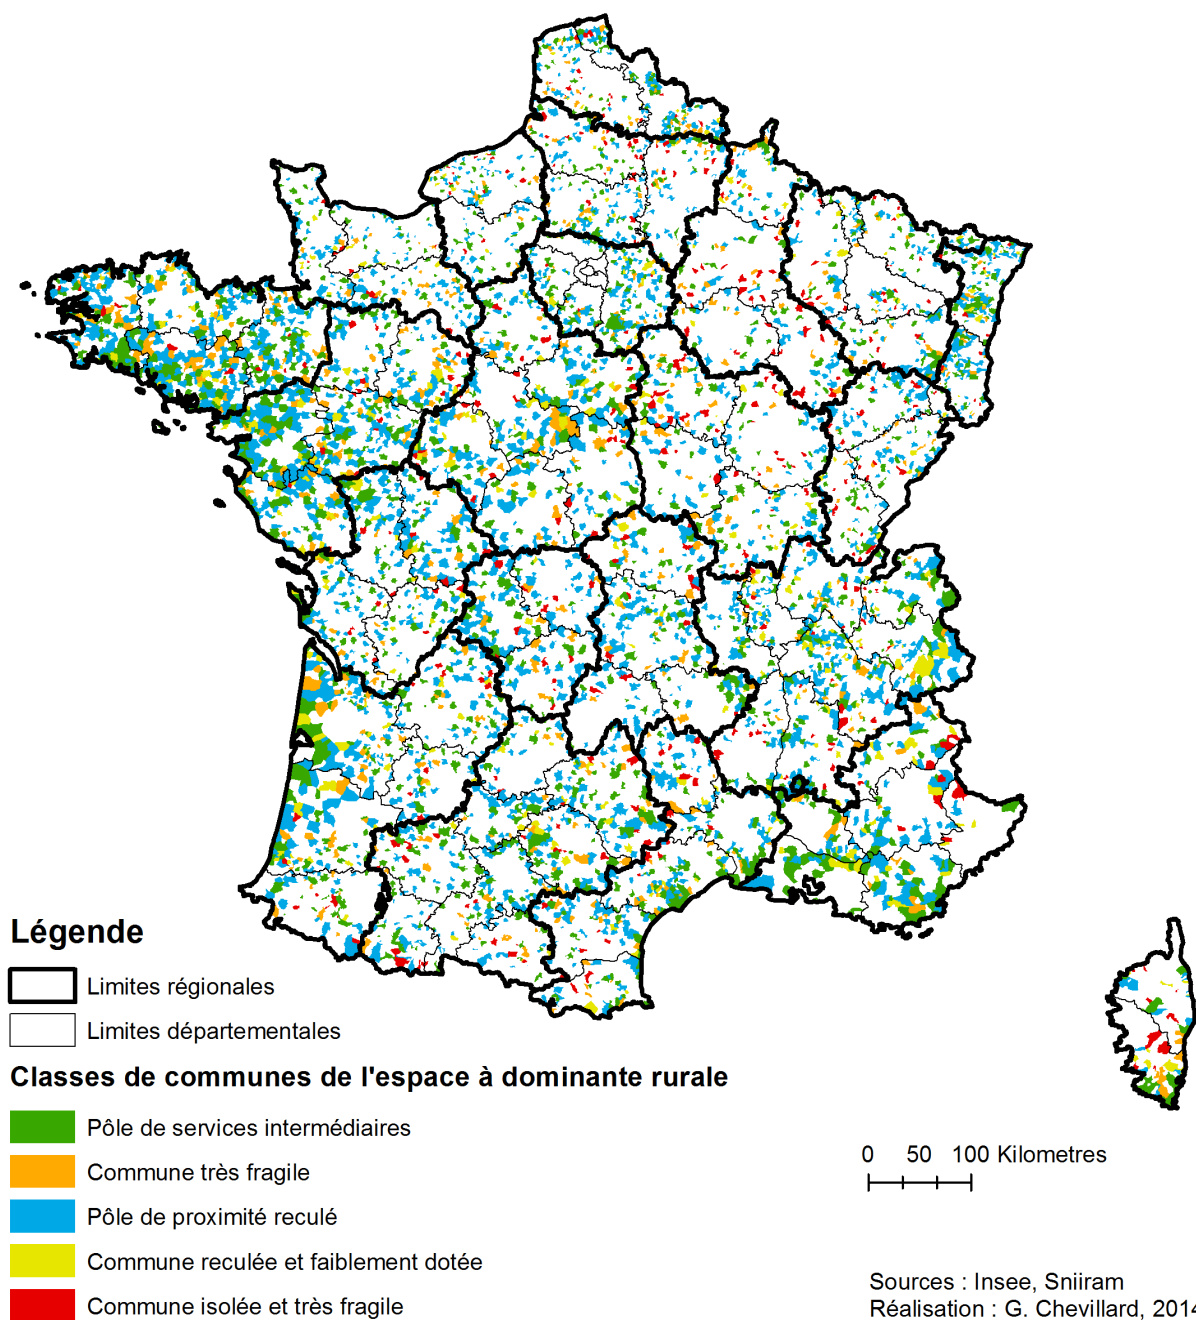 Légende
Limites régionales
Limites départementales
Classes de communes de l'espace à dominante rurale
Pôle de services intermédiaires
Commune très fragile
Pôle de proximité reculé
Commune reculée et faiblement dotée
Commune isolée et très fragile
0 50 100 Kilometres
Sources : Insee, Sniiram
Réalisation : G. Chevillard, 2014